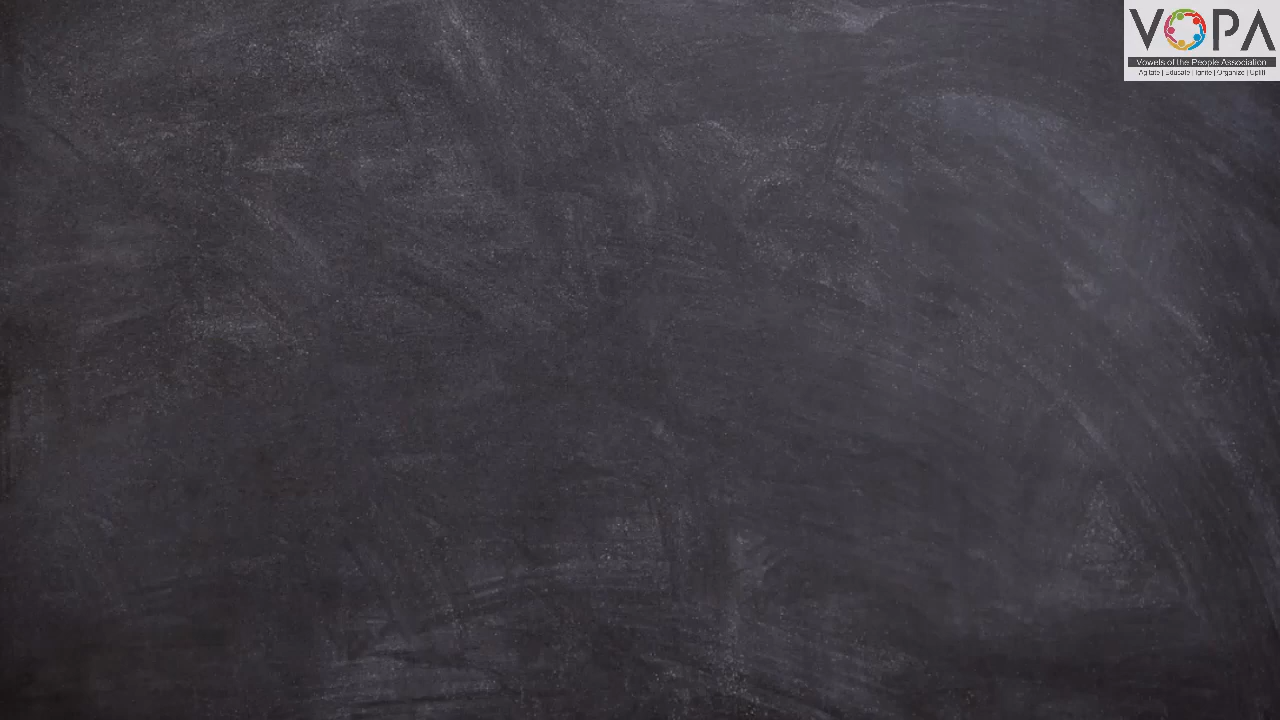 VOPA
Vowels of the People Association
Agitate | Educate | Ignite | Organize | Uplift